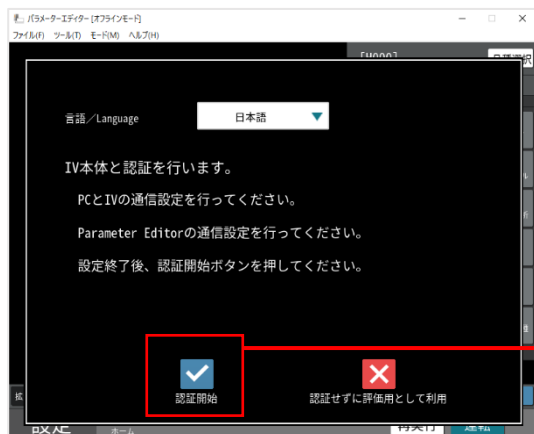 パラメーターエディター [オフラインモード]
ファイル(F) ツール(T) モード(M) ヘルプ(H)
言語／Language 日本語
IV本体と認証を行います。
PCとIVの通信設定を行ってください。
Parameter Editorの通信設定を行ってください。
設定終了後、認証開始ボタンを押してください。
認証開始 認証せずに評価用として利用
拡
設定 ホーム 再実行 運転